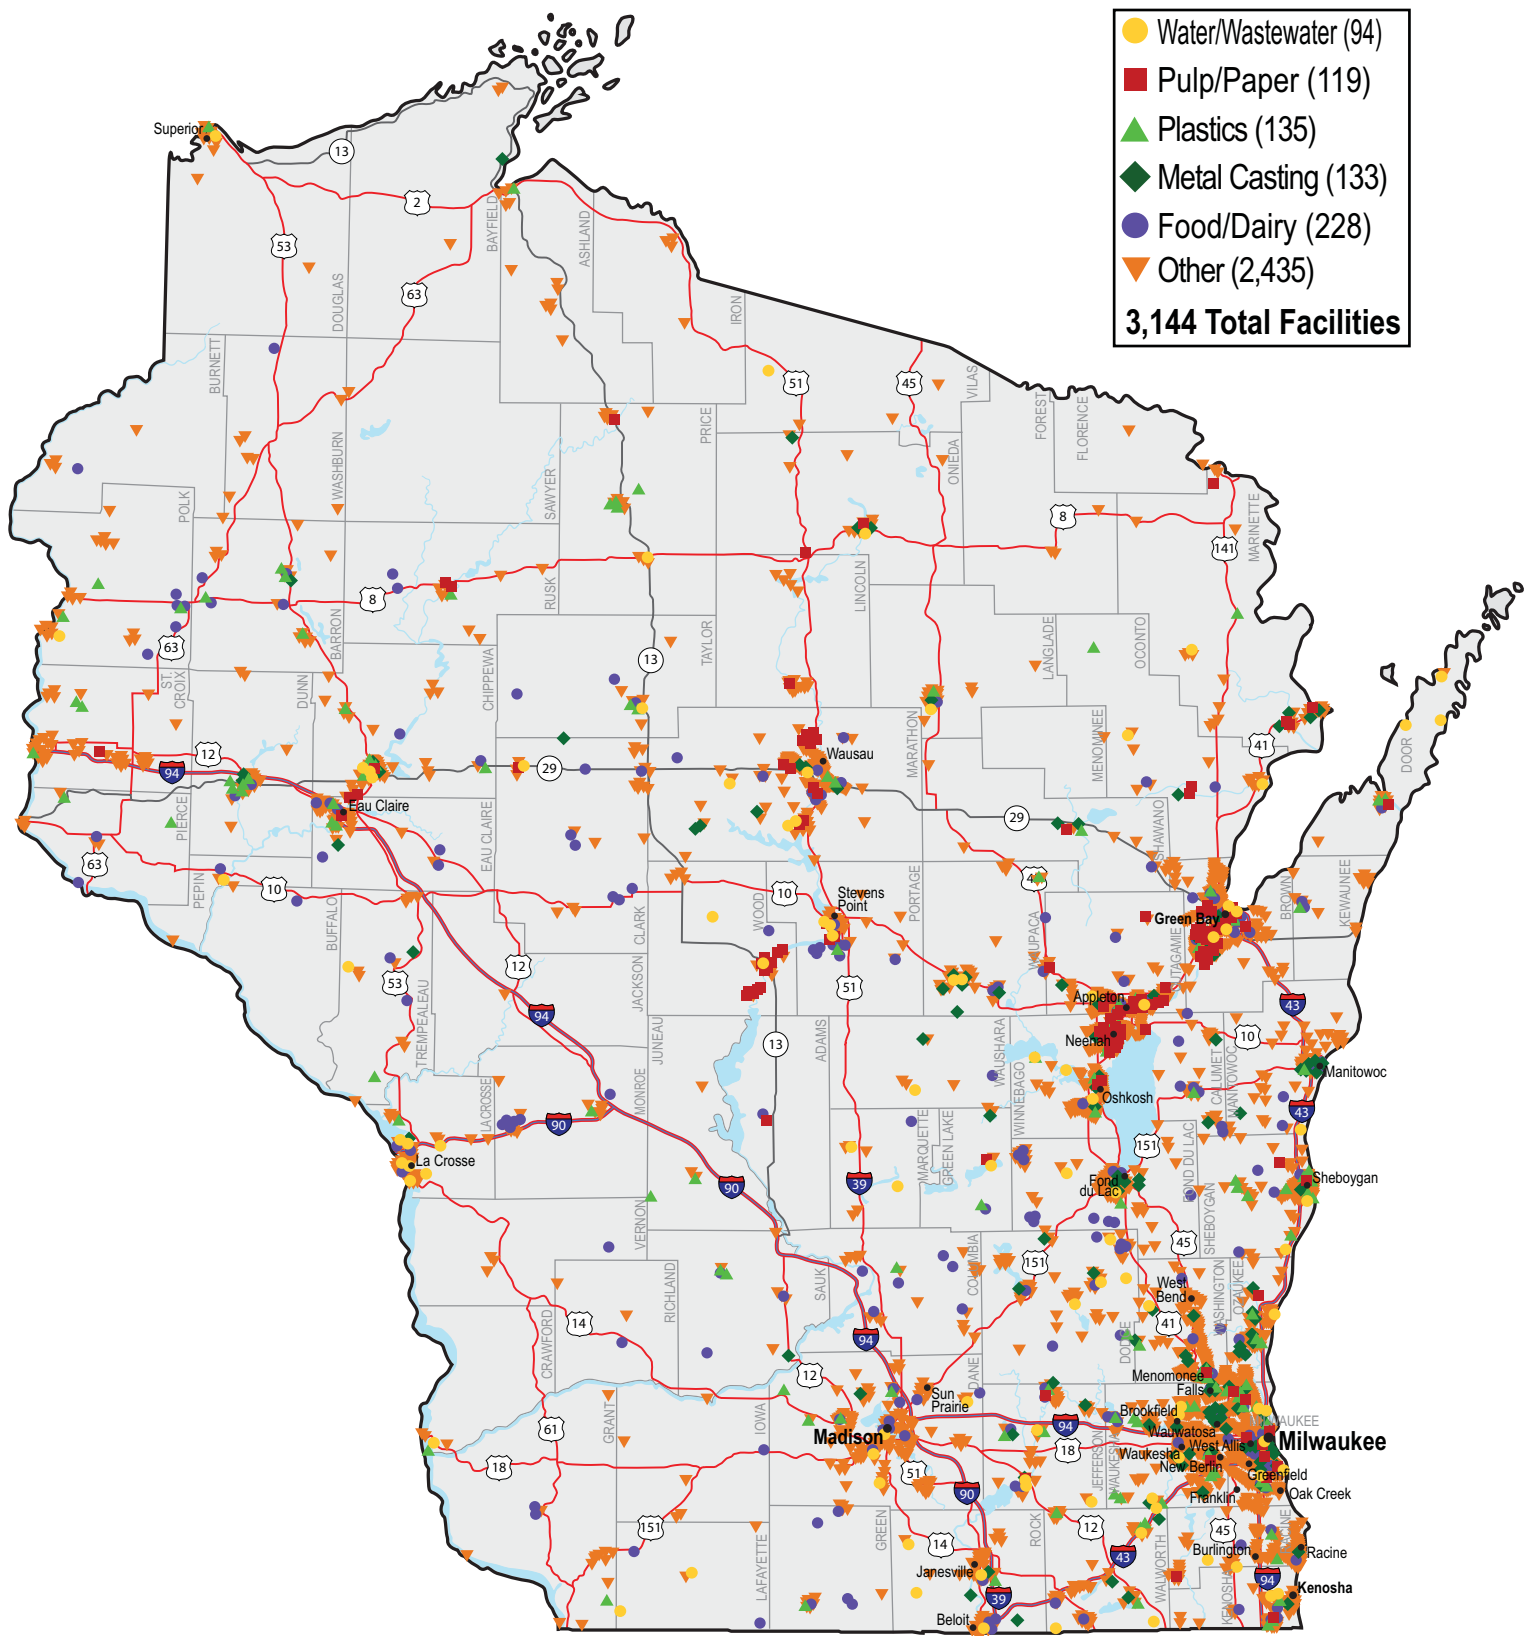 Water/Wastewater (94)
Pulp/Paper (119)
Plastics (135)
Metal Casting (133)
Food/Dairy (228)
Other (2,435)
3,144 Total Facilities
Superior
13
2
53
63
BAYFIELD
ASHLAND
DOUGLAS
IRON
BURNETT
51
45
VILAS
FOREST
FLORENCE
PRICE
WASHBURN
SAWYER
POLK
ONIEDA
8
141
MARINETTE
8
RUSK
LINCOLN
BARRON
63
13
TAYLOR
LANGLADE
OCONTO
ST.
CROIX
DUNN
CHIPPEWA
MARATHON
MENOMINEE
DOOR
12
94
29
Wausau
41
Eau Claire
PIERCE
EAU CLAIRE
29
SHAWANO
63
PEPIN
10
BUFFALO
CLARK
WOOD
10
Stevens
Point
PORTAGE
WAUPACA
Green Bay
BROWN
KEWAUNEE
OUTAGAMIE
53
12
JACKSON
51
Appleton
43
94
TREMPEALEAU
JUNEAU
13
ADAMS
WAUSHARA
Neenah
10
CALUMET
MANITOWOC
Manitowoc
LACROSSE
MONROE
WINNEBAGO
Oshkosh
43
90
La Crosse
MARQUETTE
GREEN LAKE
151
90
39
Fond
du Lac
FOND DU LAC
Sheboygan
SHEBOYGAN
VERNON
45
COLUMBIA
151
RICHLAND
SAUK
West
Bend
WASHINGTON
OZAUKEE
14
CRAWFORD
94
41
DODGE
12
DANE
Sun
Prairie
Menomonee
Falls
GRANT
IOWA
61
Madison
94
Brookfield
MILWAUKEE
Wauwatosa
Milwaukee
18
18
JEFFERSON
WAUKESHA
Waukesha
West Allis
New Berlin
Greenfield
51
90
Franklin
Oak Creek
151
LAFAYETTE
GREEN
14
ROCK
12
WALWORTH
45
RACINE
Burlington
Racine
43
Janesville
KENOSHA
94
Kenosha
39
Beloit